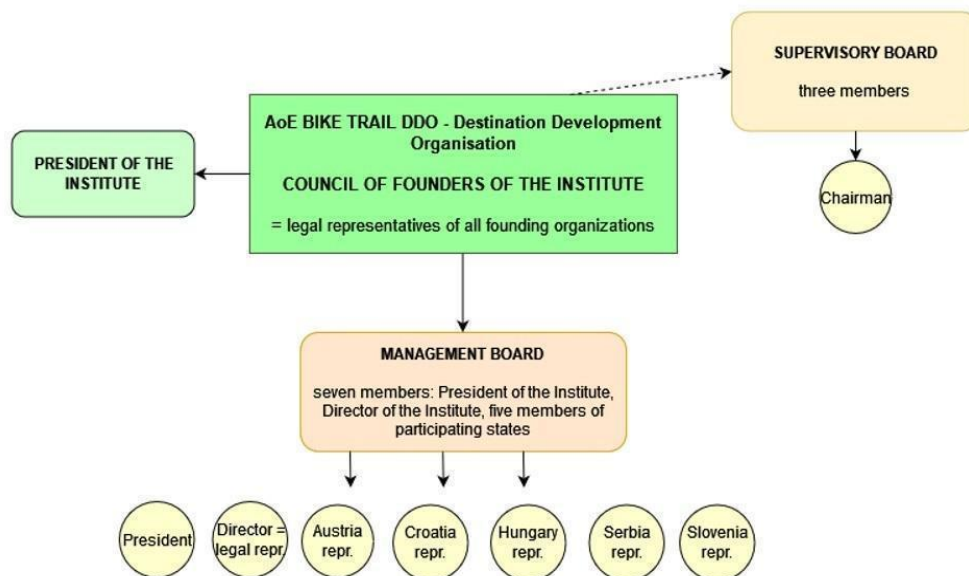 SUPERVISORY BOARD
three members
Chairman
AoE BIKE TRAIL DDO - Destination Development
Organisation
COUNCIL OF FOUNDERS OF THE INSTITUTE
= legal representatives of all founding organizations
PRESIDENT OF THE
INSTITUTE
MANAGEMENT BOARD
seven members: President of the Institute,
Director of the Institute, five members of
participating states
President
Director =
legal repr.
Austria
repr.
Croatia
repr.
Hungary
repr.
Serbia
repr.
Slovenia
repr.